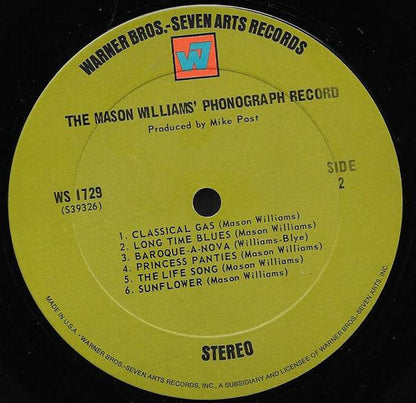 WARNER BROS.-SEVEN ARTS RECORDS
W7
THE MASON WILLIAMS' PHONOGRAPH RECORD
Produced by Mike Post
SIDE
2
WS 1729
(S39326)
1. CLASSICAL GAS (Mason Williams)
2. LONG TIME BLUES (Mason Williams)
3. BAROQUE-A-NOVA (Williams-Blye)
4. PRINCESS PANTIES (Mason Williams)
5. THE LIFE SONG (Mason Williams)
6. SUNFLOWER (Mason Williams)
STEREO
MADE IN U.S.A. • WARNER BROS.-SEVEN ARTS RECORDS, INC., A SUBSIDIARY AND LICENSEE OF WARNER BROS.-SEVEN ARTS, INC.